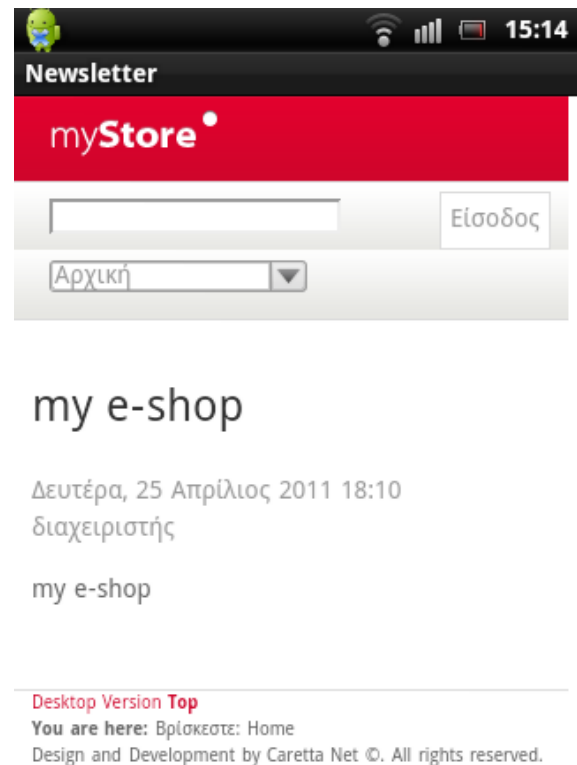 15:14
Newsletter
myStore
Είσοδος
Αρχική
my e-shop
Δευτέρα, 25 Απρίλιος 2011 18:10
διαχειριστής
my e-shop
Desktop Version Top
You are here: Βρίσκεστε: Home
Design and Development by Caretta Net ©. All rights reserved.